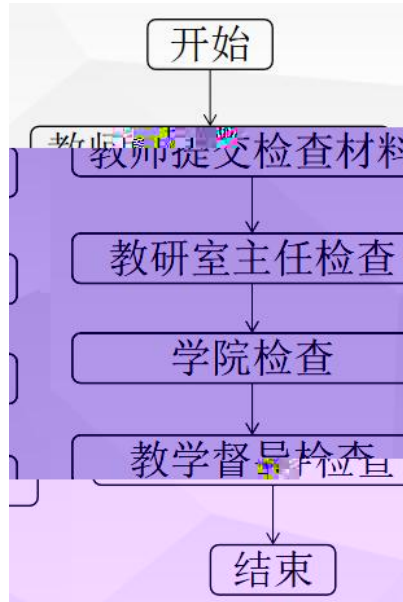 开始
教师提交检查材料
教研室主任检查
学院检查
教学督导检查
结束